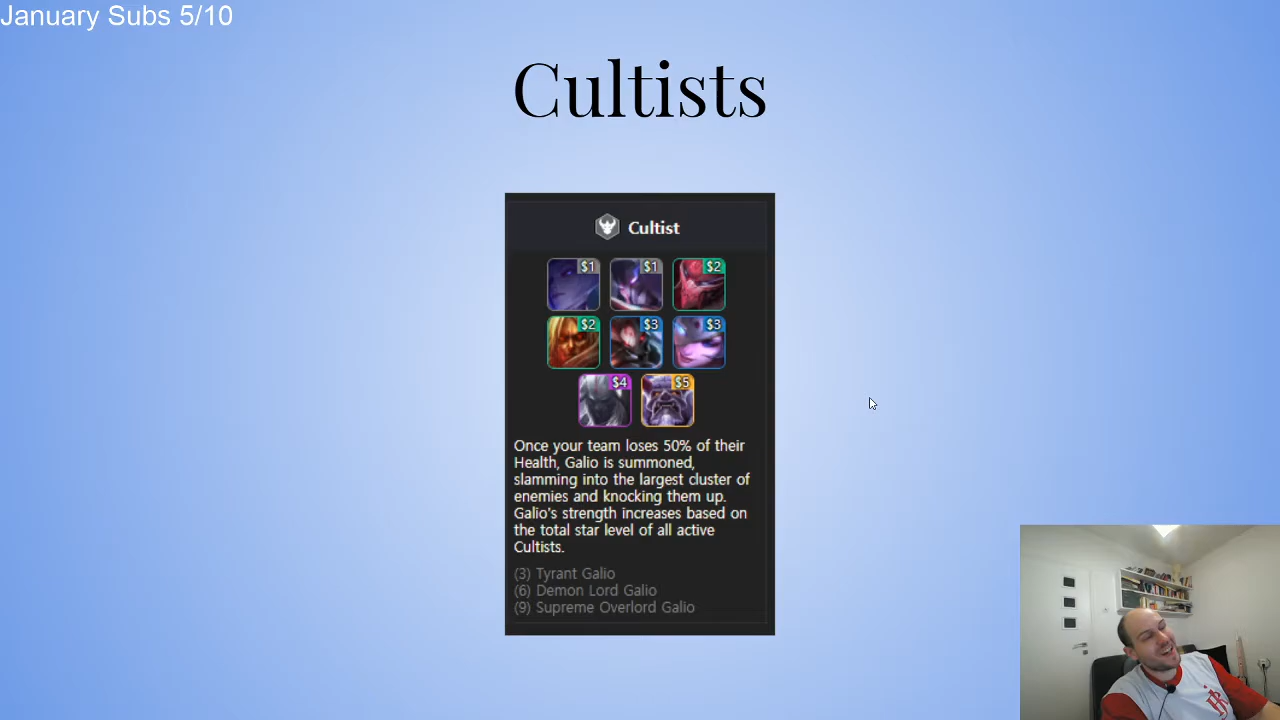 January Subs 5/10
Cultists
Cultist
$1 $1 $2
$2 $3 $3
$4 $5
Once your team loses 50% of their
Health, Galio is summoned,
slamming into the largest cluster of
enemies and knocking them up.
Galio's strength increases based on
the total star level of all active
Cultists.
(3) Tyrant Galio
(6) Demon Lord Galio
(9) Supreme Overlord Galio